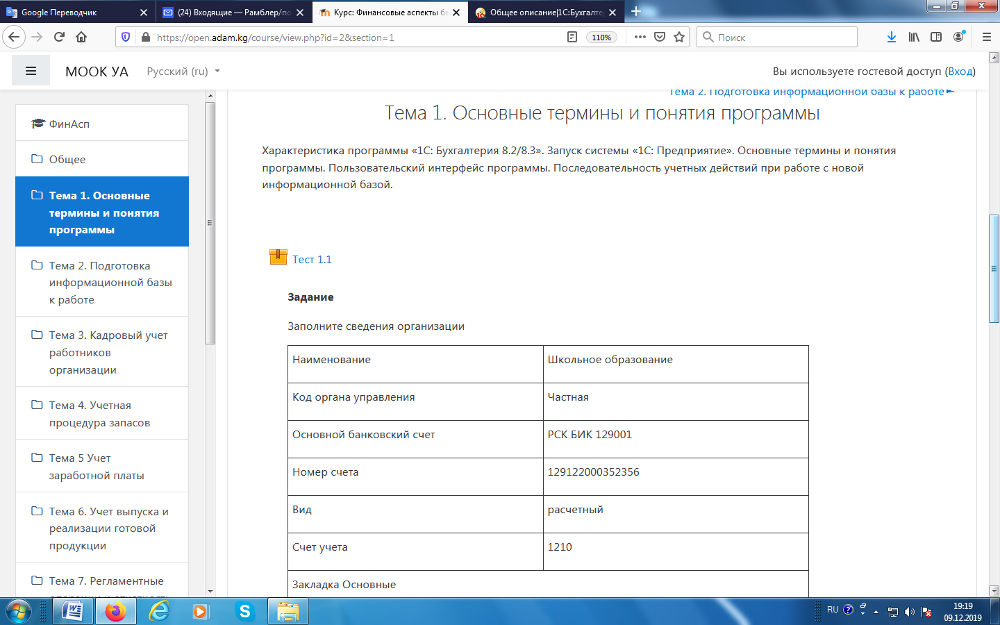 Google Переводчик
(24) Входящие — Рамблер/по
Курс: Финансовые аспекты бе
Общее описание|1С:Бухгалте
https://open.adam.kg/course/view.php?id=2&section=1
110%
Поиск
МООК УА
Русский (ru)
Вы используете гостевой доступ (Вход)
ФинАсп
Общее
Тема 1. Основные
термины и понятия
программы
Тема 2. Подготовка
информационной базы
к работе
Тема 3. Кадровый учет
работников
организации
Тема 4. Учетная
процедура запасов
Тема 5 Учет
заработной платы
Тема 6. Учет выпуска и
реализации готовой
продукции
Тема 7. Регламентные
операции и отчетность
Тема 2. Подготовка информационной базы к работе
Тема 1. Основные термины и понятия программы
Характеристика программы «1С: Бухгалтерия 8.2/8.3». Запуск системы «1С: Предприятие». Основные термины и понятия
программы. Пользовательский интерфейс программы. Последовательность учетных действий при работе с новой
информационной базой.
Тест 1.1
Задание
Заполните сведения организации
Наименование
Школьное образование
Код органа управления
Частная
Основной банковский счет
РСК БИК 129001
Номер счета
129122000352356
Вид
расчетный
Счет учета
1210
Закладка Основные
RU
19:19
09.12.2019